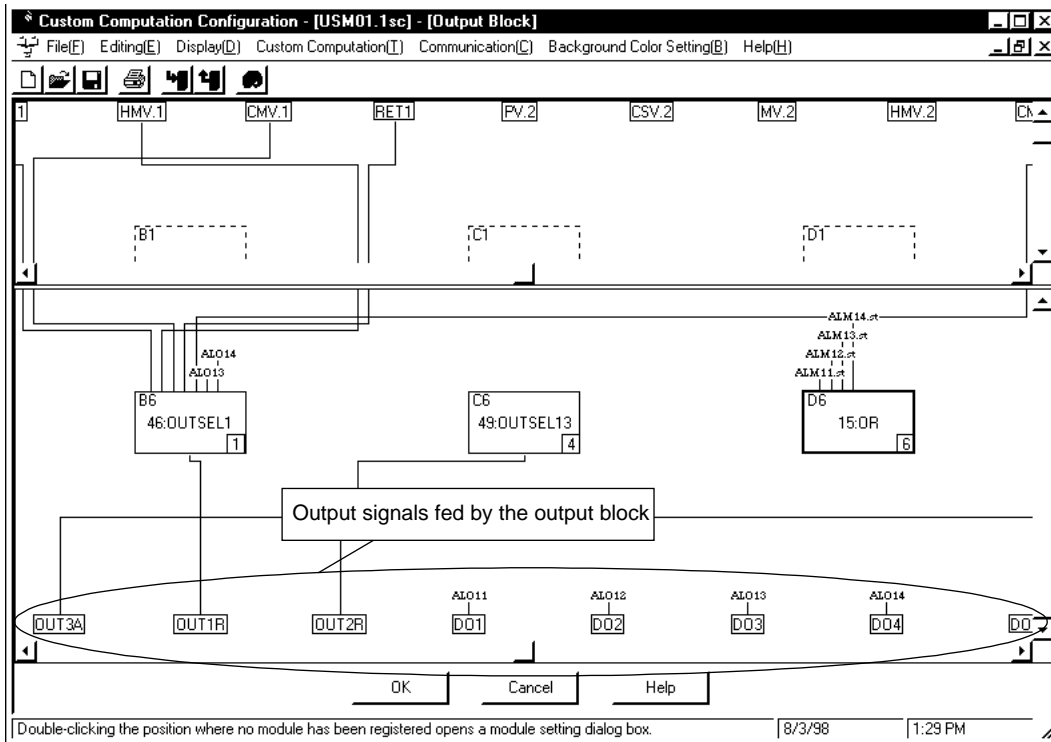 Custom Computation Configuration - [USM01.1sc] - [Output Block]
File(F) Editing(E) Display(D) Custom Computation(T) Communication(C) Background Color Setting(B) Help(H)
1 HMV.1 CMV.1 RET1 PV.2 CSV.2 MV.2 HMV.2
B1 C1 D1
ALM14.st
ALM13.st
ALO14 ALM12.st
ALO13 ALM11.st
B6 C6 D6
46:OUTSEL1 49:OUTSEL13 15:OR
1 4 6
Output signals fed by the output block
ALO11 ALO12 ALO13 ALO14
OUT3A OUT1R OUT2R DO1 DO2 DO3 DO4 DO
OK Cancel Help
Double-clicking the position where no module has been registered opens a module setting dialog box. 8/3/98 1:29 PM